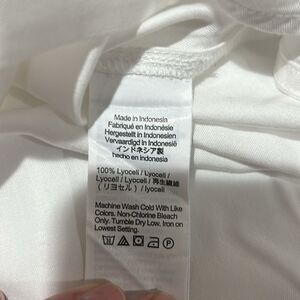 Made in Indonesia
Fabriqué en Indonésie
Hergestellt in Indonesien
Vervaardigd in Indonesië
インドネシア製
hecho en indonesia
100% Lyocell / Lyocell /
Lyocell / Lyocell / 再生繊維
(リヨセル) / lyocell
Machine Wash Cold With Like
Colors. Non-Chlorine Bleach
Only. Tumble Dry Low, Iron on
Lowest Setting.